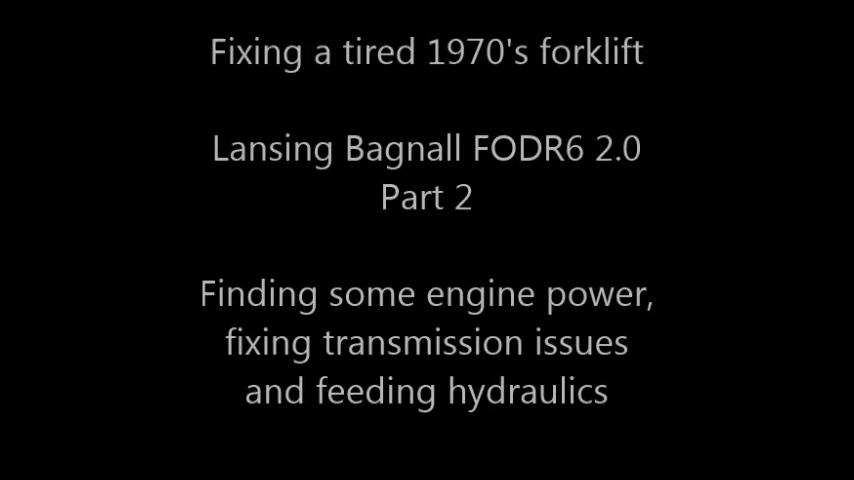 Fixing a tired 1970's forklift
Lansing Bagnall FODR6 2.0
Part 2
Finding some engine power,
fixing transmission issues
and feeding hydraulics